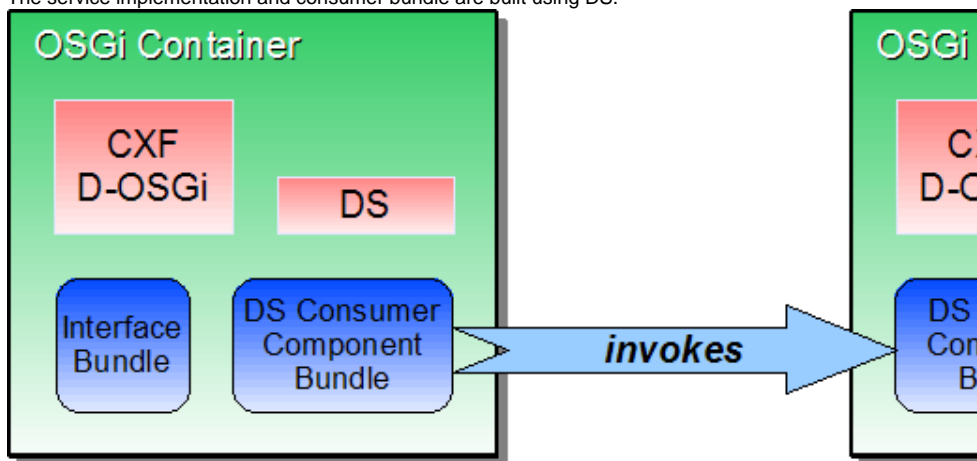 The service implementation and consumer bundle are built using DS.
OSGi Container
CXF
D-OSGi
DS
Interface
Bundle
DS Consumer
Component
Bundle
invokes
OSGi
DS